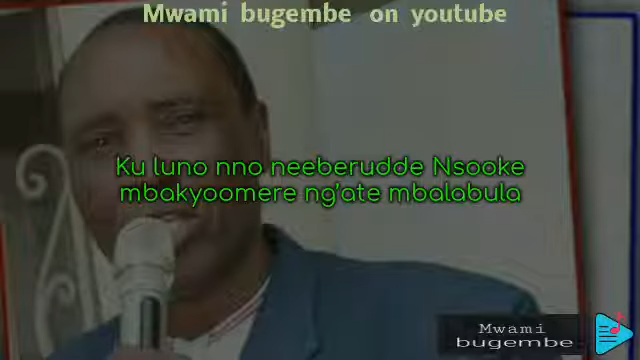 Mwami bugembe on youtube
Ku luno nno neeberudde Nsooke
mbakyoomere ng'ate mbalabula
Mwami
bugembe